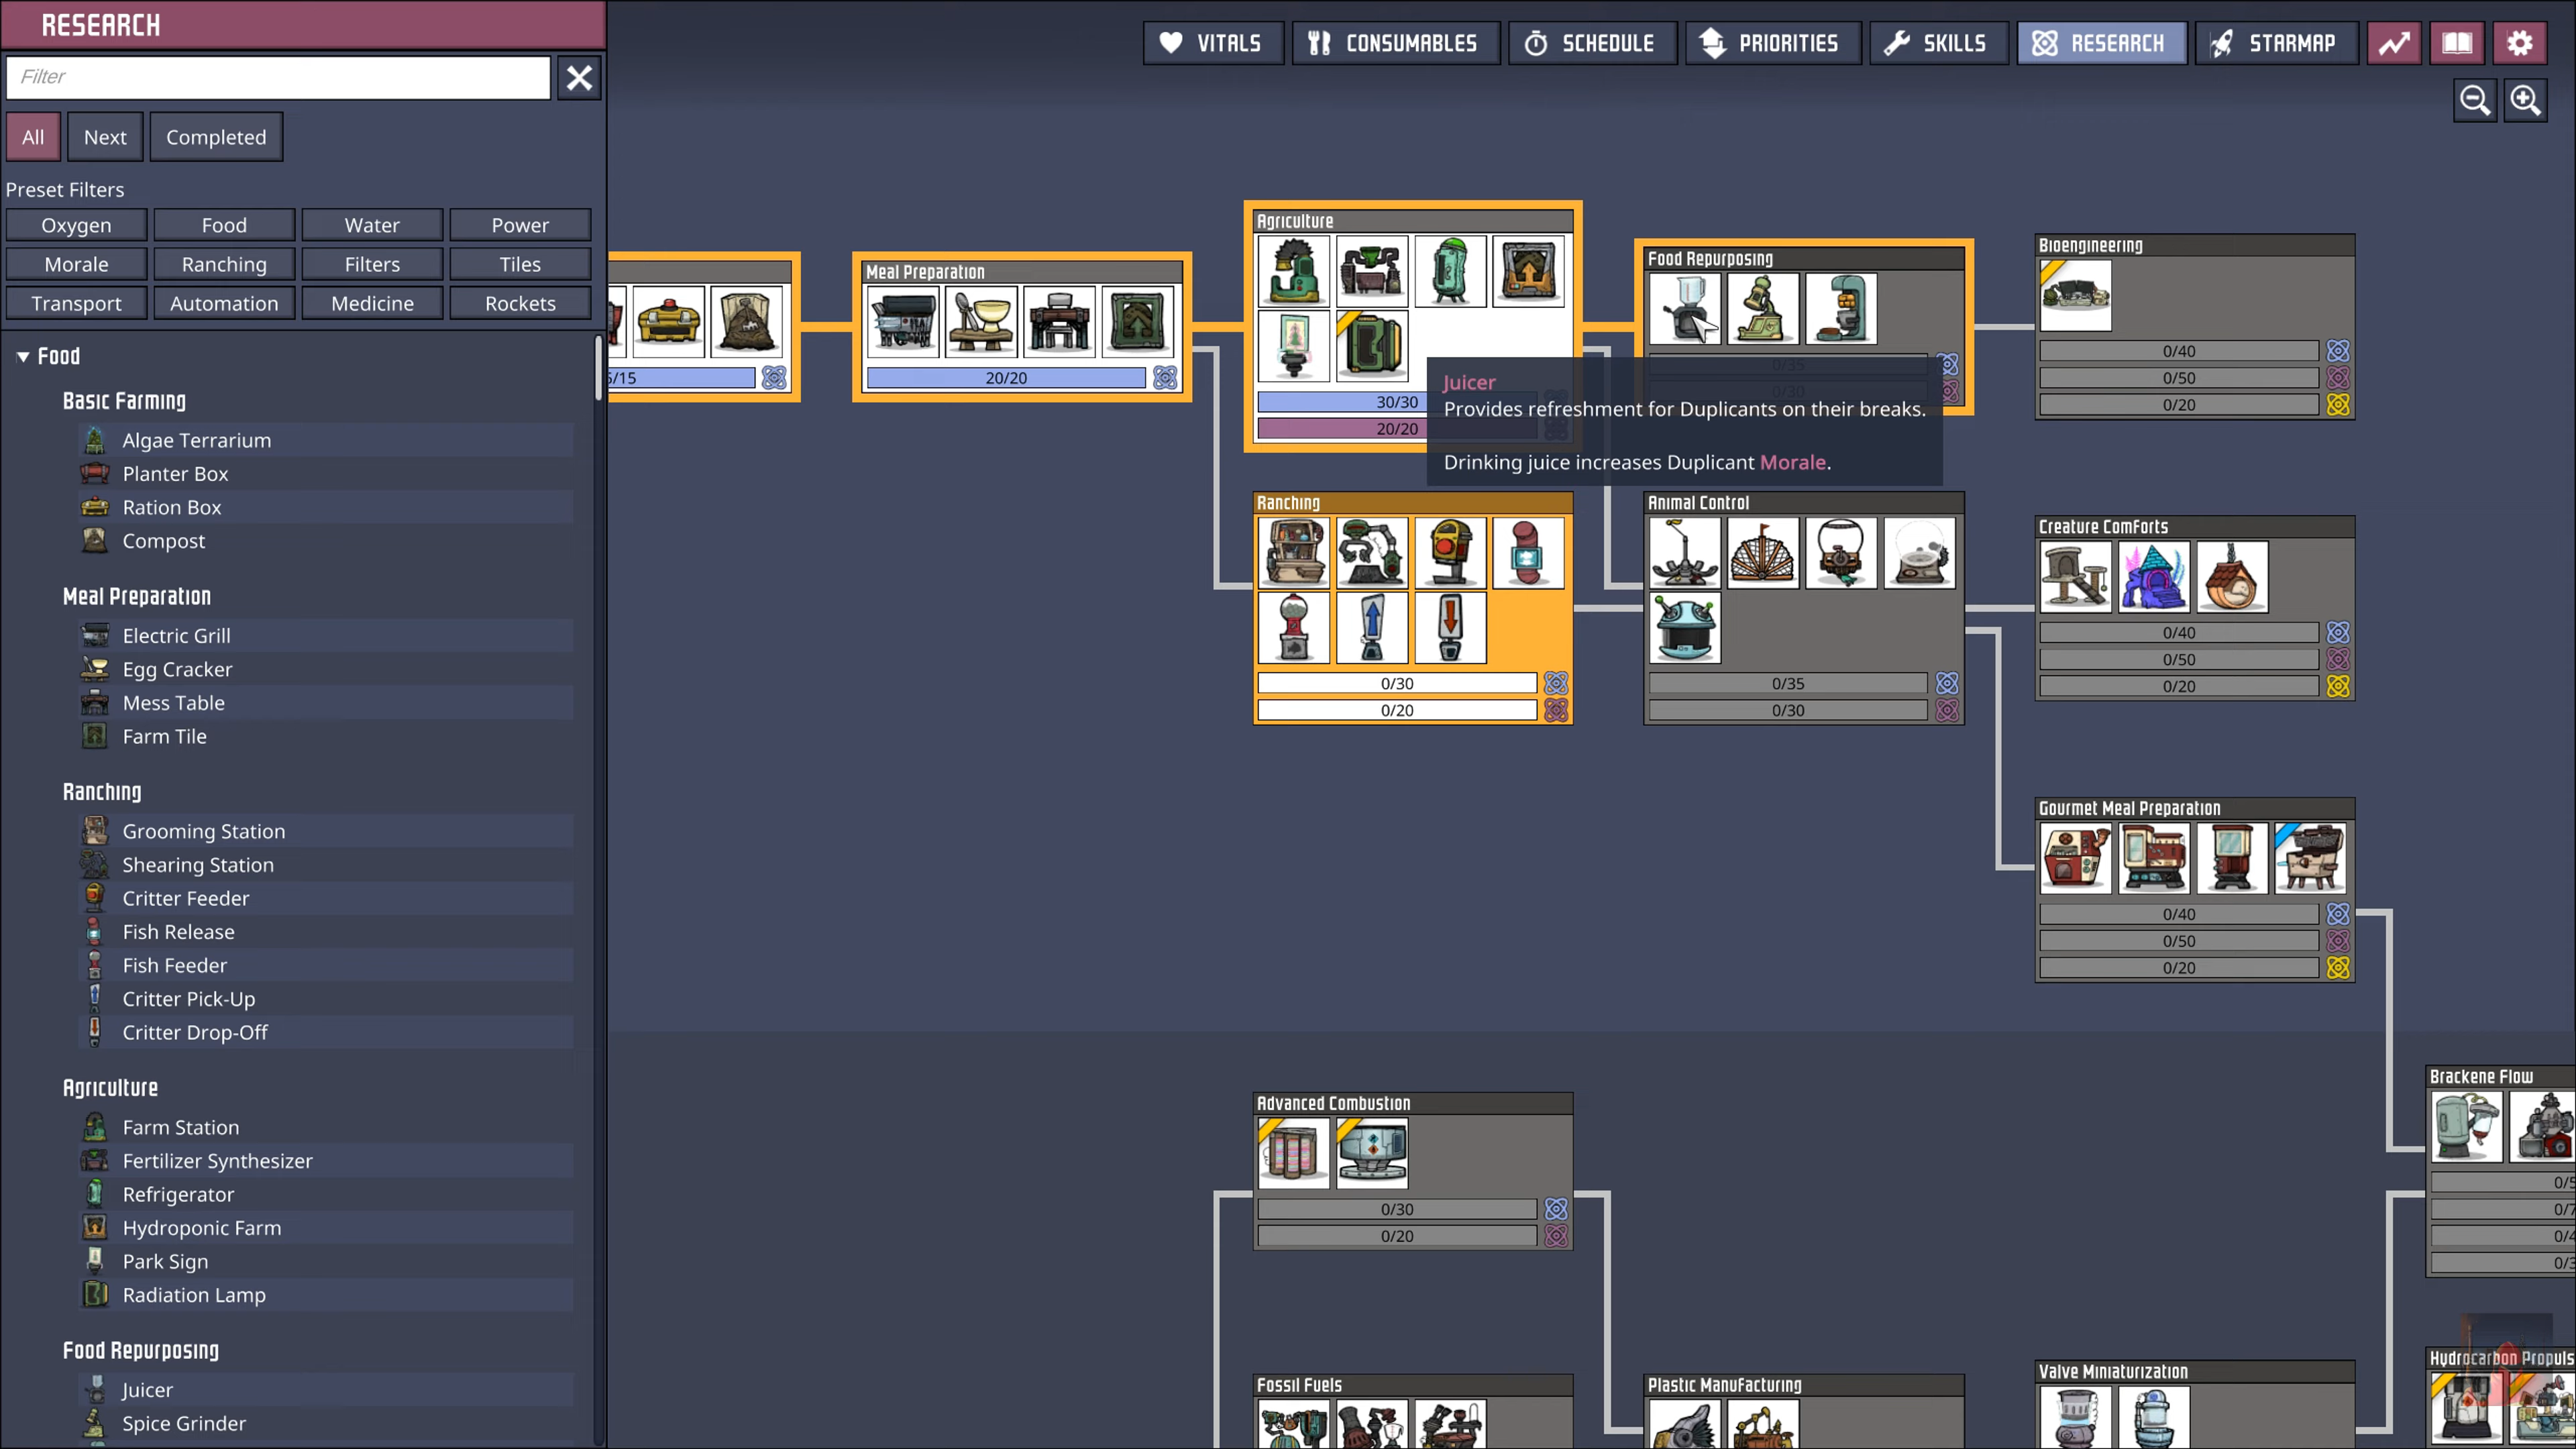 RESEARCH
VITALS
CONSUMABLES
SCHEDULE
PRIORITIES
SKILLS
RESEARCH
STARMAP
Filter
All
Next
Completed
Preset Filters
Oxygen
Food
Water
Power
Morale
Ranching
Filters
Tiles
Transport
Automation
Medicine
Rockets
Food
Basic Farming
Algae Terrarium
Planter Box
Ration Box
Compost
Meal Preparation
Electric Grill
Egg Cracker
Mess Table
Farm Tile
Ranching
Grooming Station
Shearing Station
Critter Feeder
Fish Release
Fish Feeder
Critter Pick-Up
Critter Drop-Off
Agriculture
Farm Station
Fertilizer Synthesizer
Refrigerator
Hydroponic Farm
Park Sign
Radiation Lamp
Food Repurposing
Juicer
Spice Grinder
5/15
Meal Preparation
20/20
Agriculture
30/30
20/20
Food Repurposing
0/35
0/30
Juicer
Provides refreshment for Duplicants on their breaks.
Drinking juice increases Duplicant Morale.
Bioengineering
0/40
0/50
0/20
Ranching
0/30
0/20
Animal Control
0/35
0/30
Creature Comforts
0/40
0/50
0/20
Gourmet Meal Preparation
0/40
0/50
0/20
Brackene Flow
Advanced Combustion
0/30
0/20
Fossil Fuels
Plastic Manufacturing
Valve Miniaturization
Hydrocarbon Propuls